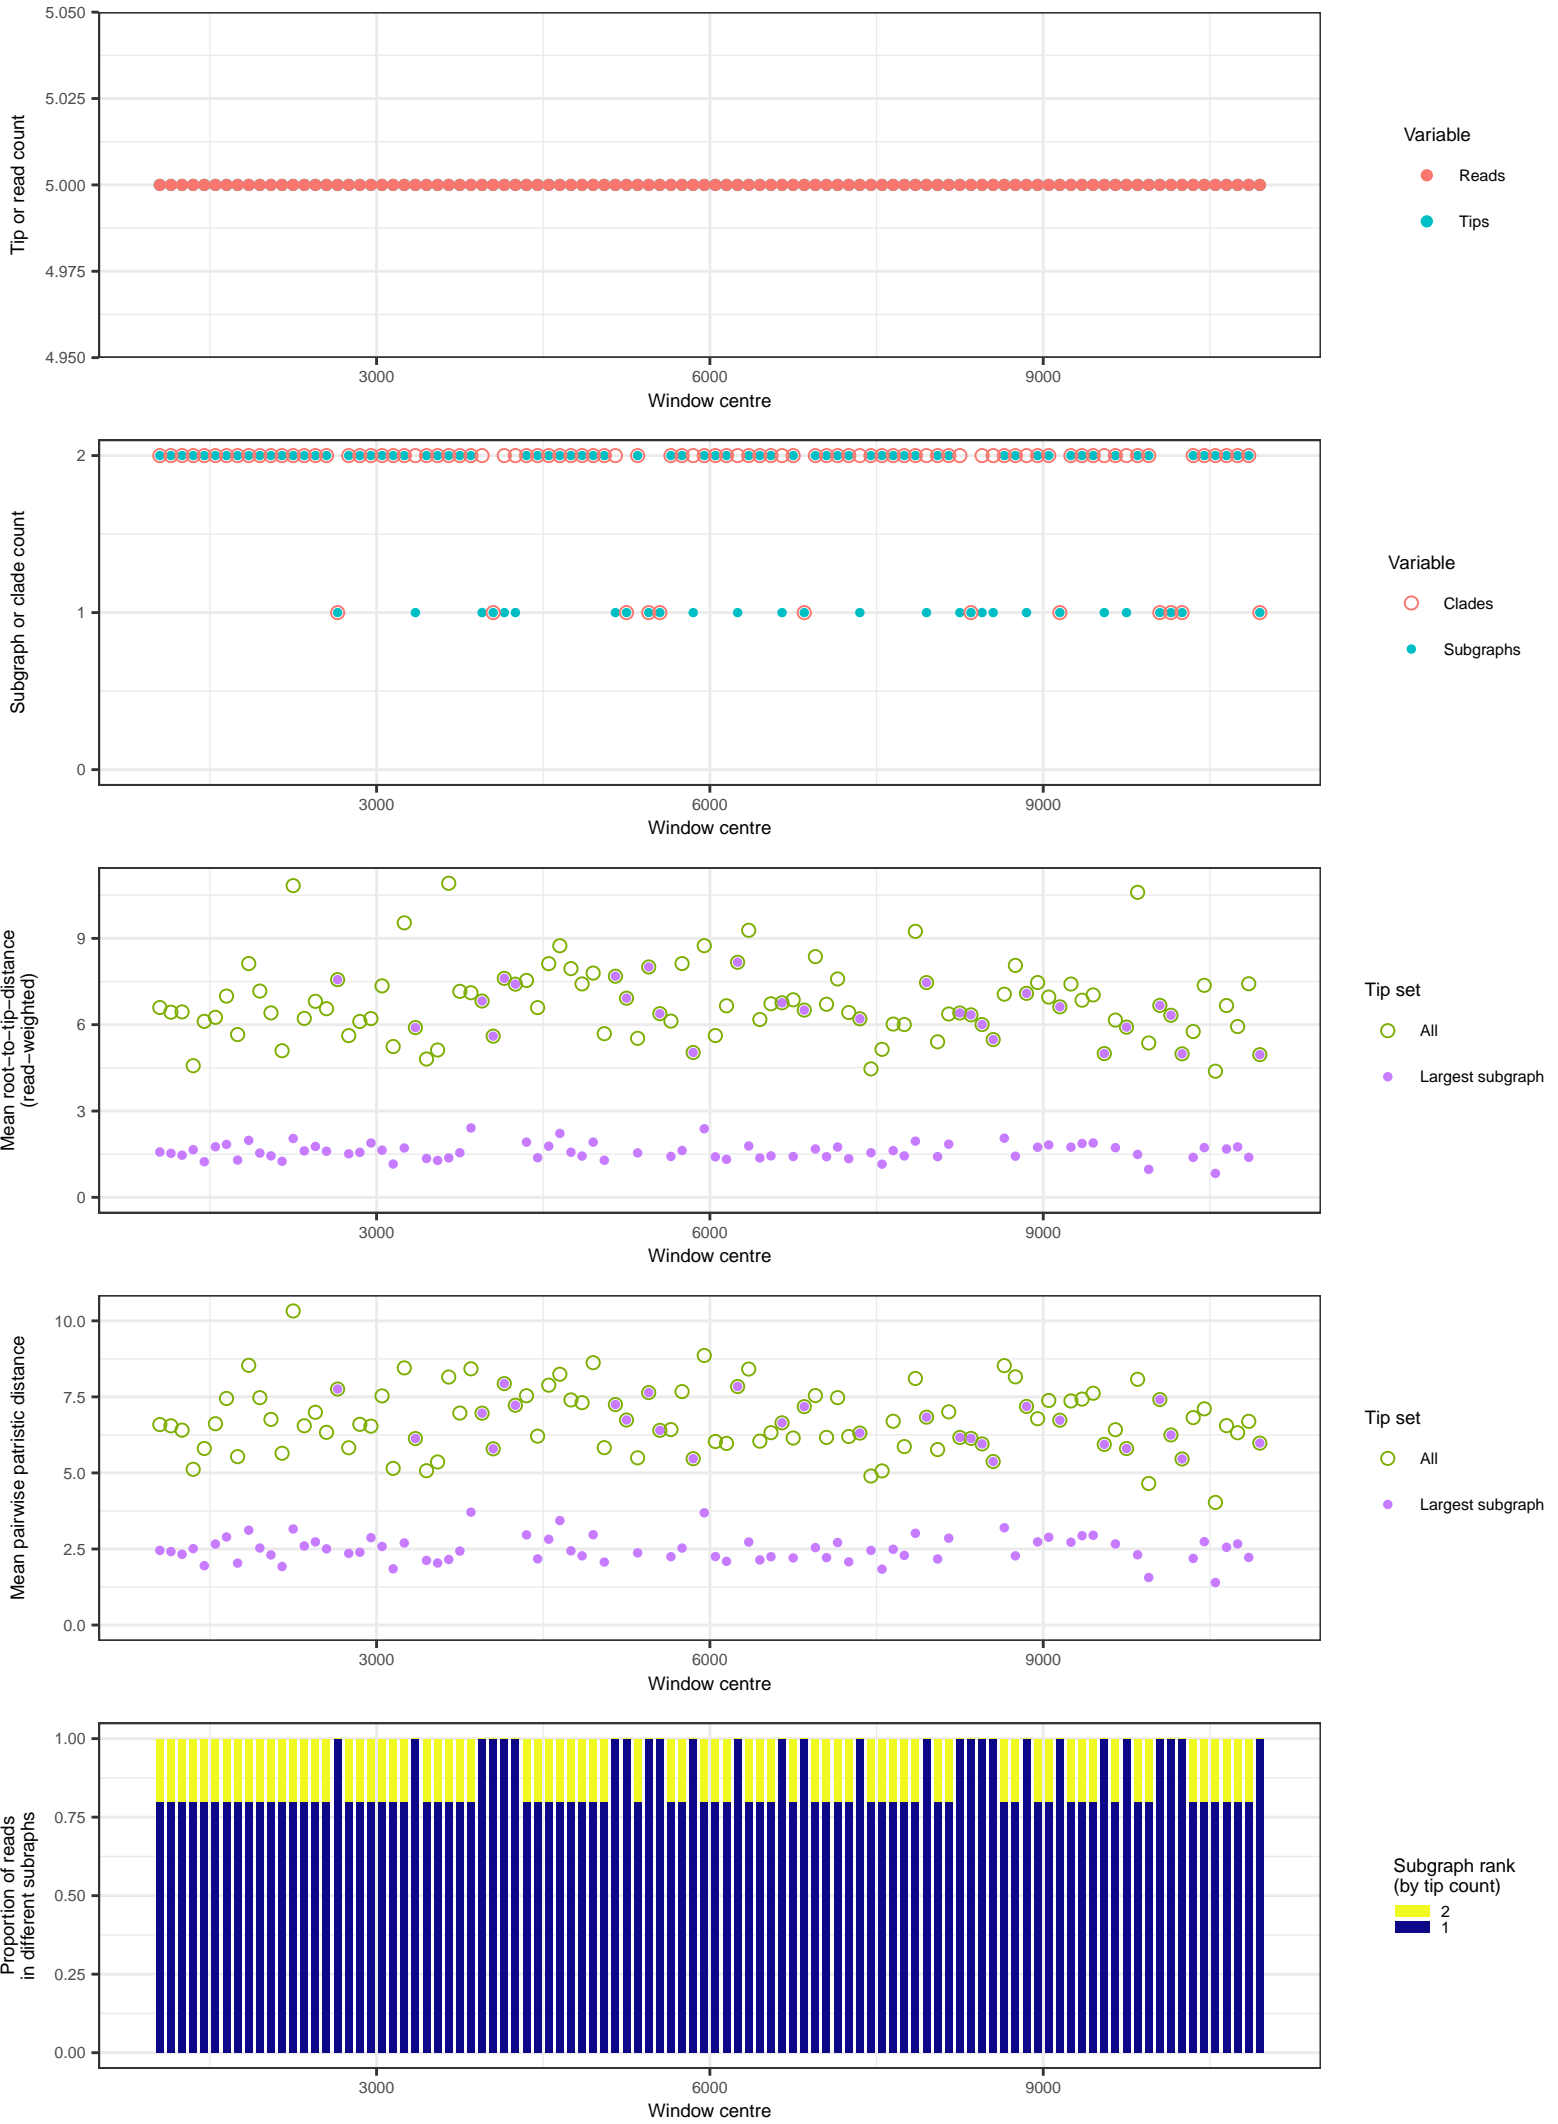 5.050
5.025
5.000
4.975
4.950
Tip or read count
3000
6000
9000
Window centre
Variable
Reads
Tips
2
1
0
Subgraph or clade count
3000
6000
9000
Window centre
Variable
Clades
Subgraphs
9
6
3
0
Mean root−to−tip−distance
(read−weighted)
3000
6000
9000
Window centre
Tip set
All
Largest subgraph
10.0
7.5
5.0
2.5
0.0
Mean pairwise patristic distance
3000
6000
9000
Window centre
Tip set
All
Largest subgraph
1.00
0.75
0.50
0.25
0.00
Proportion of reads
in different subraphs
3000
6000
9000
Window centre
Subgraph rank
(by tip count)
2
1